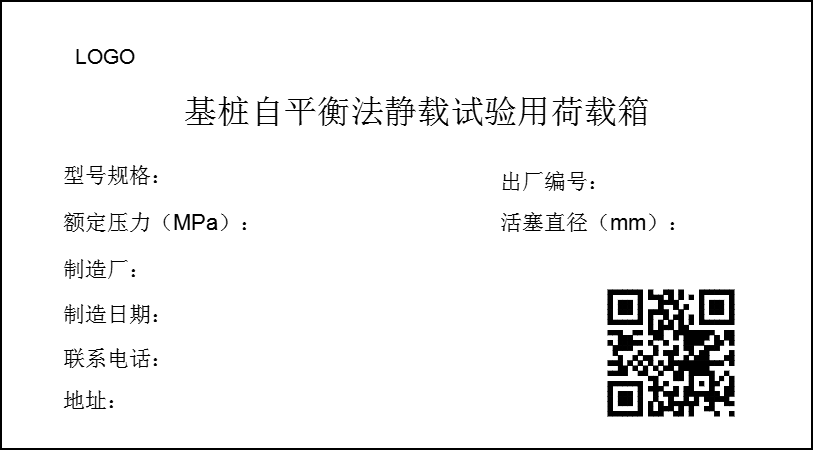 LOGO
基桩自平衡法静载试验用荷载箱
型号规格：
出厂编号：
额定压力（MPa）：
活塞直径（mm）：
制造厂：
制造日期：
联系电话：
地址：